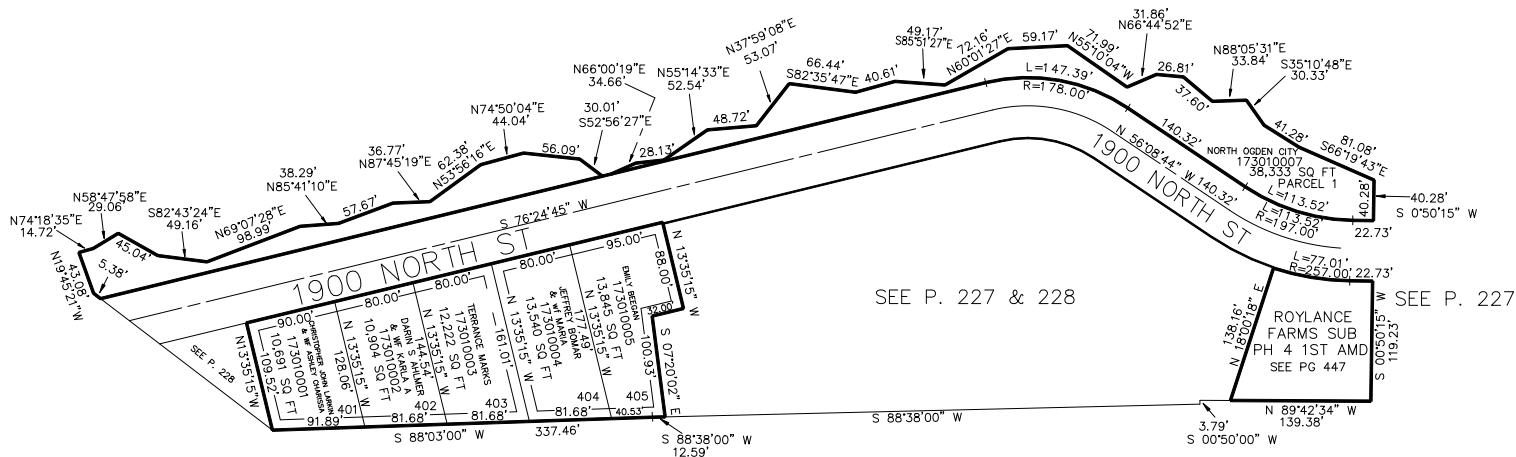 N74°18'35"E
14.72'
N58°47'58"E
29.06'
45.04'
S82°43'24"E
49.16'
N69°07'28"E
98.99'
38.29'
N85°41'10"E
57.67'
36.77'
N87°45'19"E
62.38'
N53°56'16"E
N74°50'04"E
44.04'
56.09'
30.01'
S52°56'27"E
N66°00'19"E
34.66'
28.13'
N55°14'33"E
52.54'
48.72'
N37°59'08"E
53.07'
66.44'
S82°35'47"E
40.61'
49.17'
S85°51'27"E
72.16'
N60°01'27"E
59.17'
71.99'
N55°10'04"W
31.86'
N66°44'52"E
26.81'
37.60'
N88°05'31"E
33.84'
S35°10'48"E
30.33'
41.28'
81.08'
S66°19'43"E
40.28'
40.28'
S 0°50'15" W
43.08'
N19°45'21"W
5.38'
L=147.39'
R=178.00'
140.32'
N 56°08'44" W 140.32'
NORTH OGDEN CITY
173010007
38,333 SQ FT
PARCEL 1
L=113.52'
L=113.52'
R=197.00'
22.73'
L=77.01'
R=257.00'
22.73'
S 76°24'45" W
1900 NORTH ST
1900 NORTH ST
SEE P. 228
N13°35'15"W
109.52'
90.00'
CHRISTOPHER JOHN LARKIN
& WF ASHLEY CHARISSA
173010001
10,691 SQ FT
401
91.89'
N 13°35'15" W
128.06'
80.00'
DARIN S AHLMER
& WF KARLA A
173010002
10,904 SQ FT
402
81.68'
N 13°35'15" W
144.54'
80.00'
TERRANCE MARKS
173010003
12,222 SQ FT
403
81.68'
N 13°35'15" W
161.01'
80.00'
JEFFREY BIOMAR
& wf MARIA
173010004
13,540 SQ FT
404
81.68'
N 13°35'15" W
177.49'
95.00'
EMILY BEEGAN
173010005
13,845 SQ FT
405
40.53'
88.00'
N 13°35'15" W
32.00'
100.93'
S 07°20'02" E
S 88°03'00" W
337.46'
S 88°38'00" W
12.59'
S 88°38'00" W
3.79'
S 00°50'00" W
SEE P. 227 & 228
SEE P. 227
138.16'
N 18°00'18" E
ROYLANCE
FARMS SUB
PH 4 1ST AMD
SEE PG 447
S 00°50'15" W
119.23'
N 89°42'34" W
139.38'